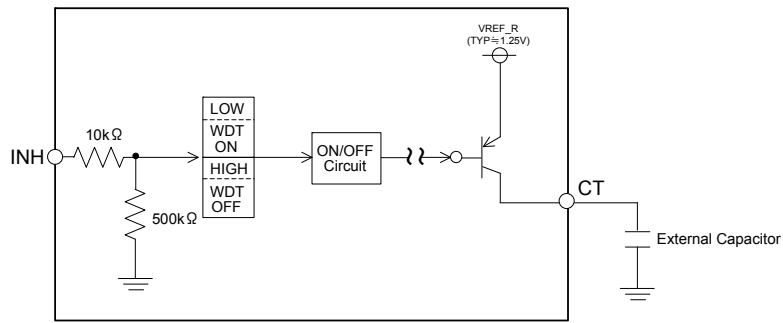 VREF_R
(TYP≒1.25V)
INH
10kΩ
500kΩ
LOW
WDT
ON
HIGH
WDT
OFF
ON/OFF
Circuit
CT
External Capacitor